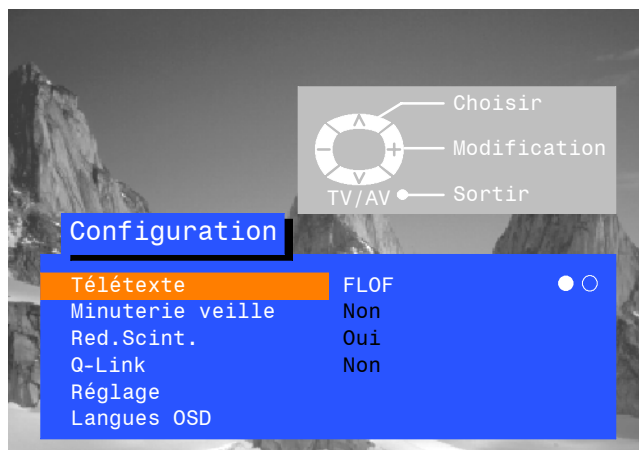 Choisir
Modification
TV/AV Sortir
Configuration
Télétexte FLOF
Minuterie veille Non
Red.Scint. Oui
Q-Link Non
Réglage
Langues OSD